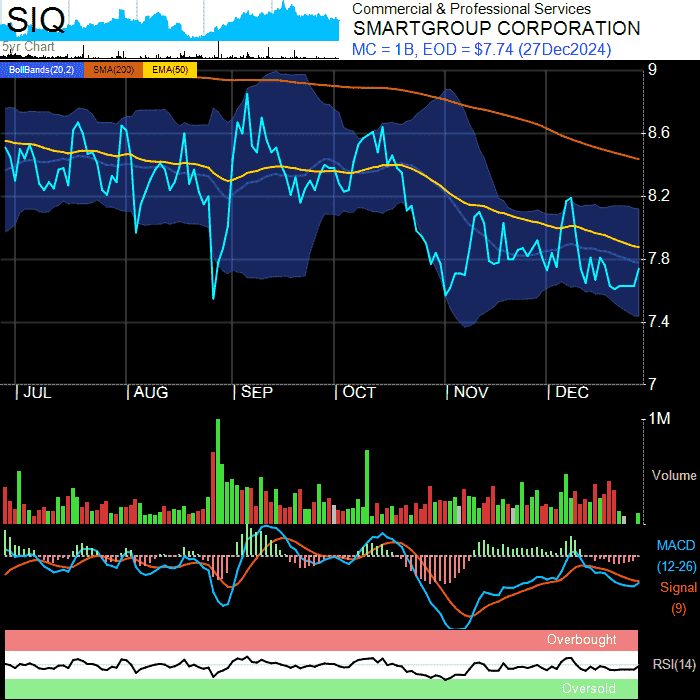 SIQ
5yr Chart
Commercial & Professional Services
SMARTGROUP CORPORATION
MC = 1B, EOD = $7.74 (27Dec2024)
BollBands(20,2) SMA(200) EMA(50)
9
8.6
8.2
7.8
7.4
7
JUL AUG SEP OCT NOV DEC
1M
Volume
MACD
(12-26)
Signal
(9)
Overbought
RSI(14)
Oversold